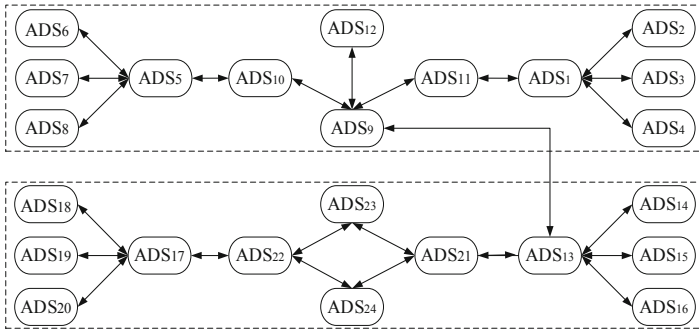 ADS6 ADS12 ADS2
ADS7 ADS5 ADS10 ADS11 ADS1 ADS3
ADS8 ADS9 ADS4
ADS18 ADS23 ADS14
ADS19 ADS17 ADS22 ADS21 ADS13 ADS15
ADS20 ADS24 ADS16